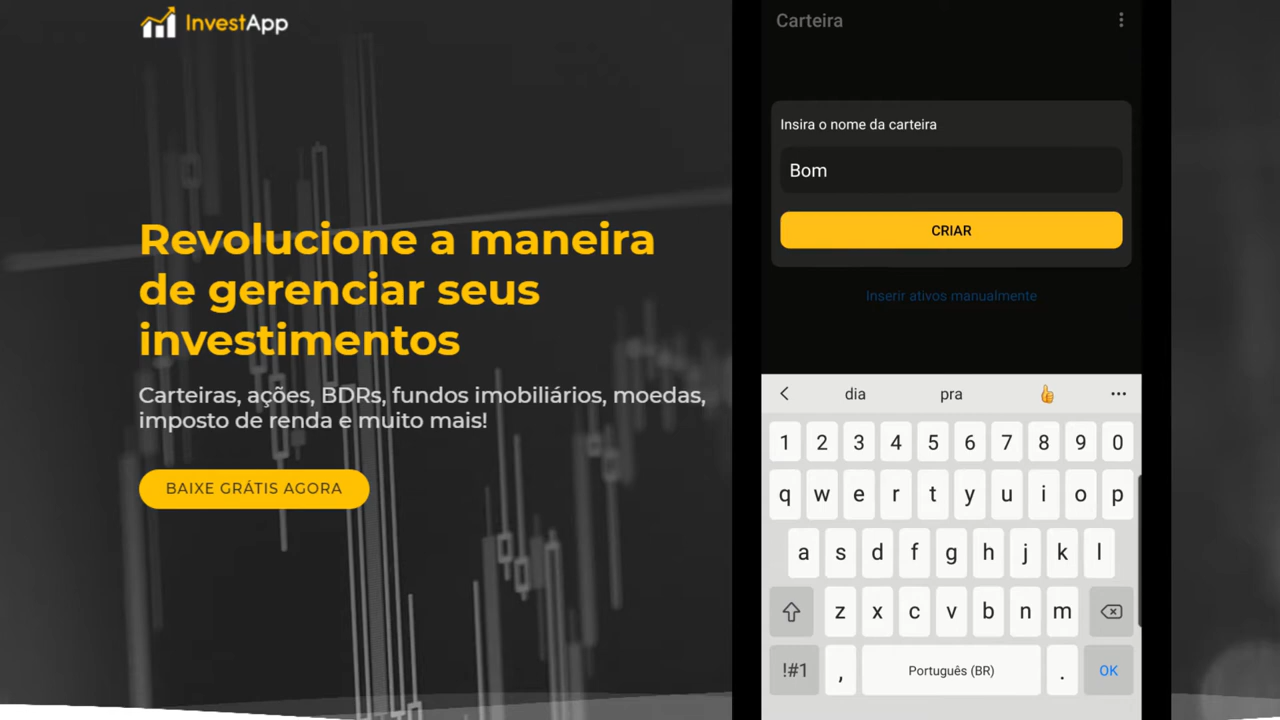 InvestApp
Revolucione a maneira
de gerenciar seus
investimentos
Carteiras, ações, BDRs, fundos imobiliários, moedas,
imposto de renda e muito mais!
BAIXE GRÁTIS AGORA
Carteira
Insira o nome da carteira
Bom
CRIAR
Inserir ativos manualmente
dia pra 👍
1 2 3 4 5 6 7 8 9 0
q w e r t y u i o p
a s d f g h j k l
z x c v b n m
!#1 , Português (BR) . OK